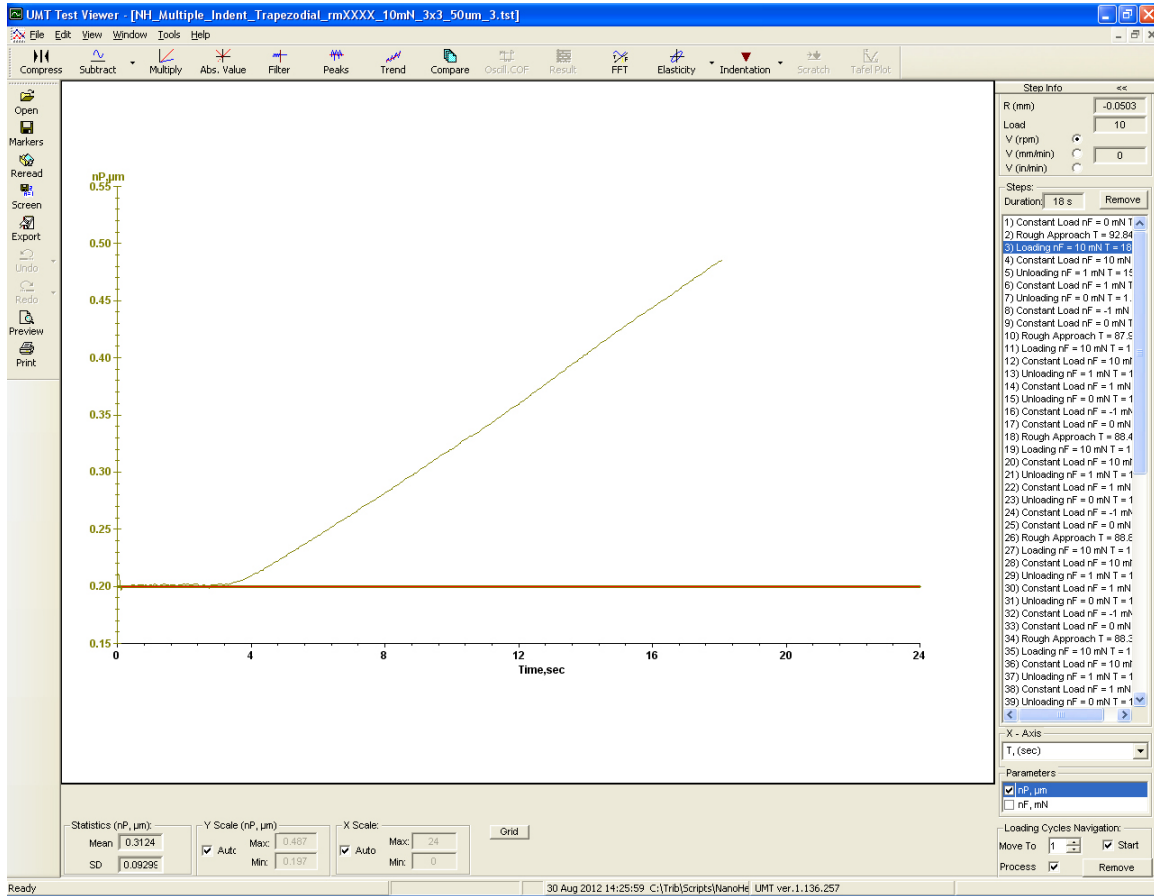 UMT Test Viewer - [NH_Multiple_Indent_Trapezodial_rmXXXX_10mN_3x3_50um_3.tst]
File Edit View Window Tools Help
Compress Subtract Multiply Abs. Value Filter Peaks Trend Compare Oscill.COF Result FFT Elasticity Indentation Scratch Tafel Plot
Open
Markers
Reread
Screen
Export
Undo
Redo
Preview
Print
nP,µm
0.55
0.50
0.45
0.40
0.35
0.30
0.25
0.20
0.15
0 4 8 12 16 20 24
Time,sec
Step Info <<
R (mm) -0.0503
Load 10
V (rpm)
V (mm/min) 0
V (in/min)
Steps:
Duration: 18 s Remove
1) Constant Load nF = 0 mN T
2) Rough Approach T = 92.84
3) Loading nF = 10 mN T = 18
4) Constant Load nF = 10 mN
5) Unloading nF = 1 mN T = 15
6) Constant Load nF = 1 mN T
7) Unloading nF = 0 mN T = 1.
8) Constant Load nF = -1 mN
9) Constant Load nF = 0 mN T
10) Rough Approach T = 87.9
11) Loading nF = 10 mN T = 1
12) Constant Load nF = 10 mN
13) Unloading nF = 1 mN T = 1
14) Constant Load nF = 1 mN
15) Unloading nF = 0 mN T = 1
16) Constant Load nF = -1 mN
17) Constant Load nF = 0 mN
18) Rough Approach T = 88.4
19) Loading nF = 10 mN T = 1
20) Constant Load nF = 10 mN
21) Unloading nF = 1 mN T = 1
22) Constant Load nF = 1 mN
23) Unloading nF = 0 mN T = 1
24) Constant Load nF = -1 mN
25) Constant Load nF = 0 mN
26) Rough Approach T = 88.8
27) Loading nF = 10 mN T = 1
28) Constant Load nF = 10 mN
29) Unloading nF = 1 mN T = 1
30) Constant Load nF = 1 mN
31) Unloading nF = 0 mN T = 1
32) Constant Load nF = -1 mN
33) Constant Load nF = 0 mN
34) Rough Approach T = 88.3
35) Loading nF = 10 mN T = 1
36) Constant Load nF = 10 mN
37) Unloading nF = 1 mN T = 1
38) Constant Load nF = 1 mN
39) Unloading nF = 0 mN T = 1
X - Axis
T, (sec)
Parameters
nP, µm
nF, mN
Loading Cycles Navigation:
Move To 1 Start
Process Remove
Statistics (nP, µm):
Mean 0.3124
SD 0.09299
Y Scale (nP, µm)
Auto Max: 0.487
Min: 0.197
X Scale:
Auto Max: 24
Min: 0
Grid
Ready 30 Aug 2012 14:25:59 C:\Trib\Scripts\NanoHe UMT ver.1.136.257